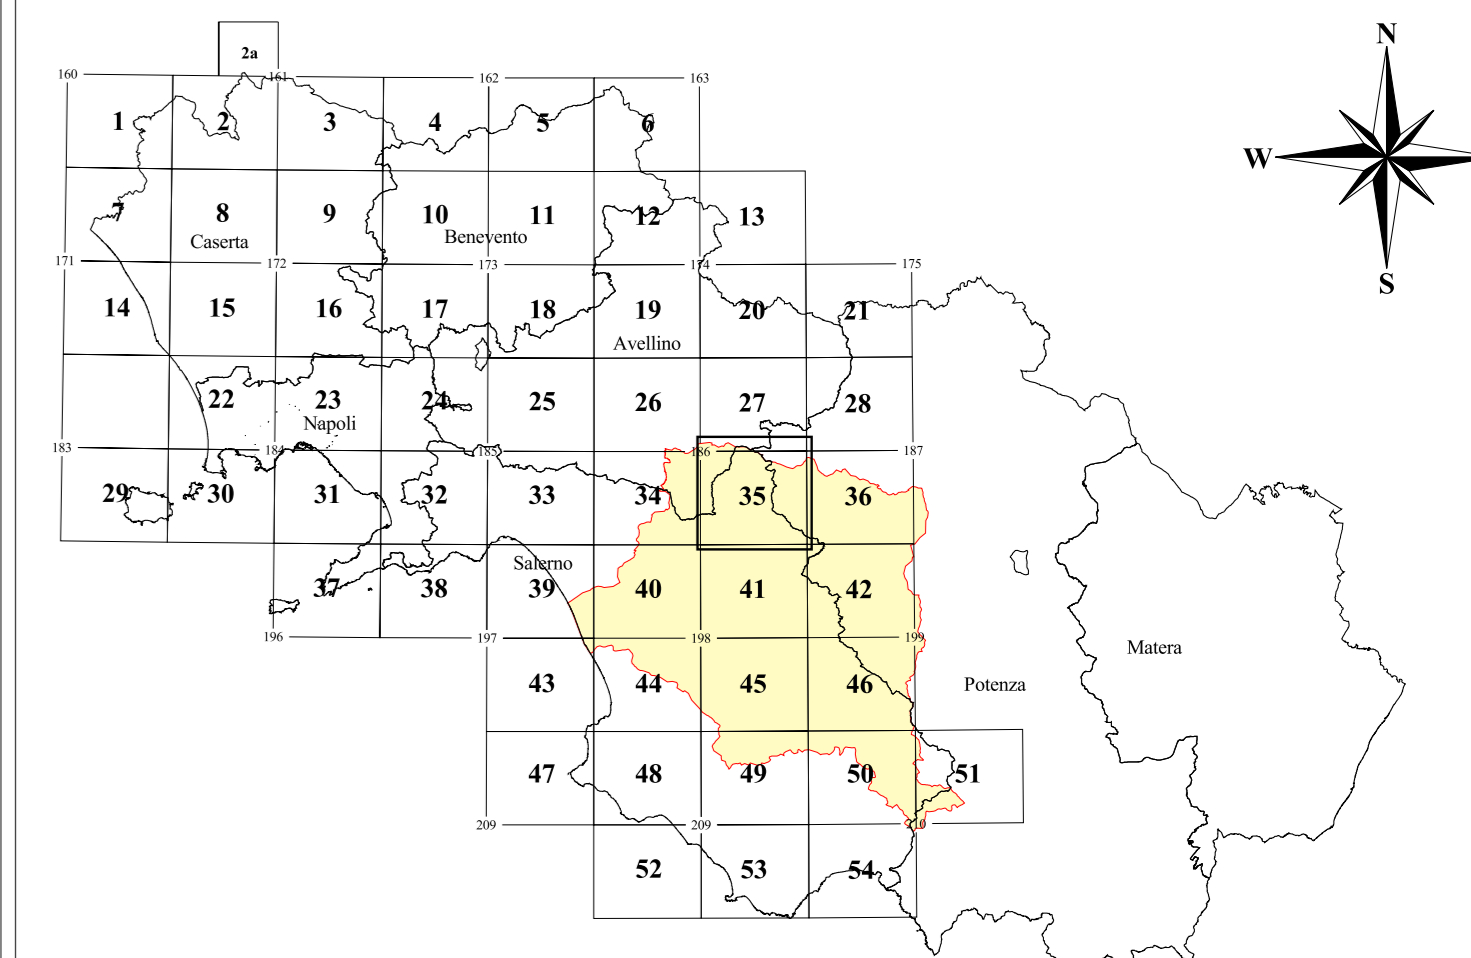 N
2a
160 161 162 163
1 2 3 4 5 6
W
7 8 9 10 11 12 13
Caserta Benevento
171 172 173 174 175
S
14 15 16 17 18 19 20 21
Avellino
22 23 24 25 26 27 28
Napoli
183 184 185 186 187
29 30 31 32 33 34 35 36
Salerno
37 38 39 40 41 42
196 197 198 199
Matera
43 44 45 46 Potenza
47 48 49 50 51
209 209
52 53 54